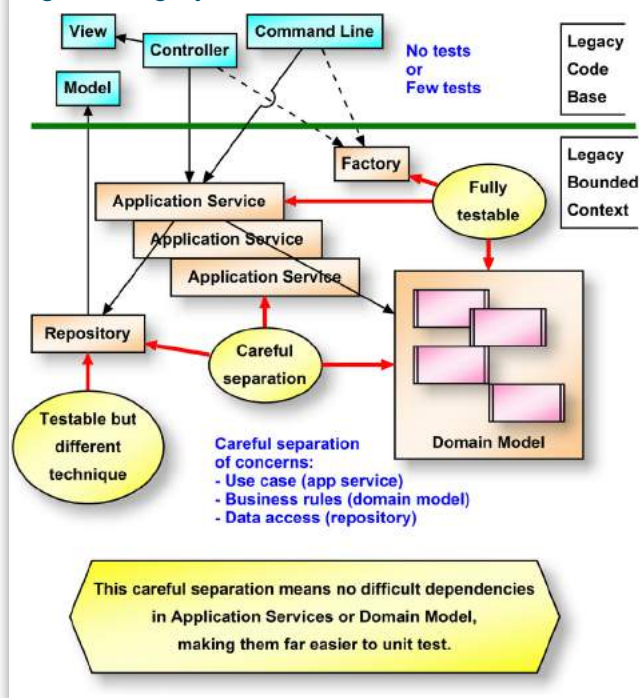 View
Controller
Command Line
Model
No tests
or
Few tests
Legacy
Code
Base
Factory
Legacy
Bounded
Context
Fully
testable
Application Service
Application Service
Application Service
Repository
Careful
separation
Testable but
different
technique
Domain Model
Careful separation
of concerns:
- Use case (app service)
- Business rules (domain model)
- Data access (repository)
This careful separation means no difficult dependencies
in Application Services or Domain Model,
making them far easier to unit test.